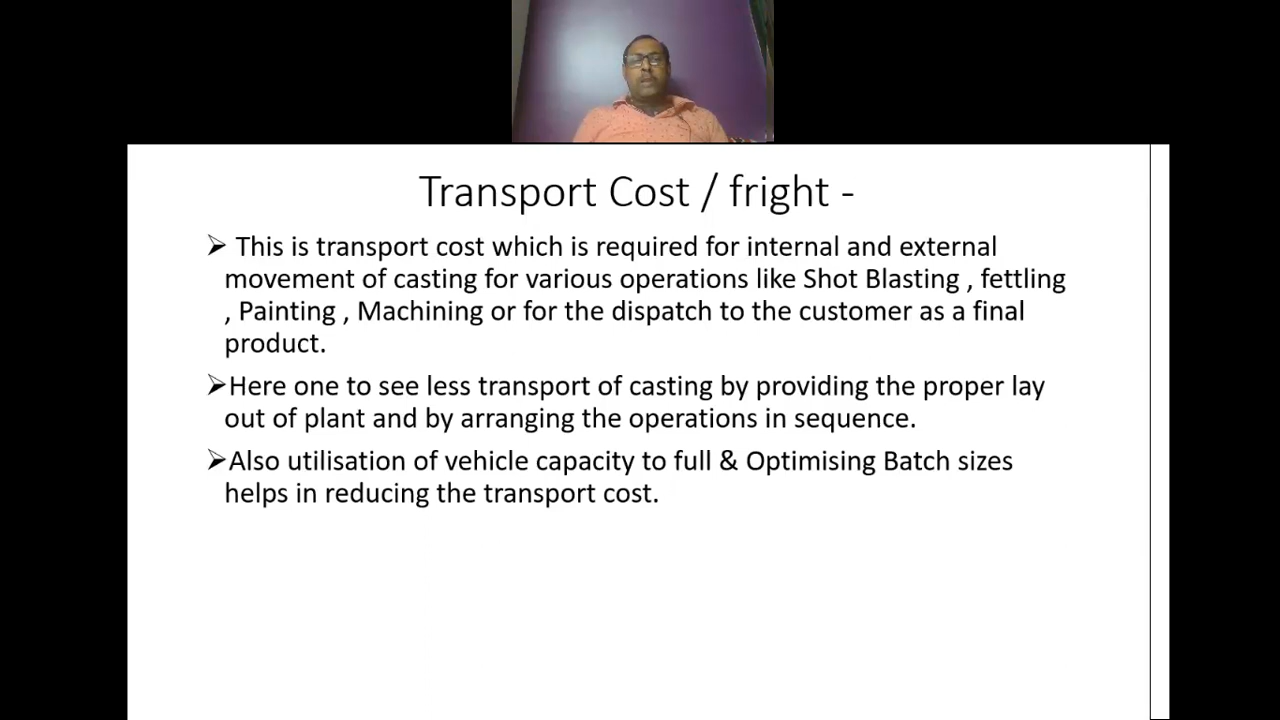 Transport Cost / fright -
➢ This is transport cost which is required for internal and external
movement of casting for various operations like Shot Blasting , fettling
, Painting , Machining or for the dispatch to the customer as a final
product.
➢Here one to see less transport of casting by providing the proper lay
out of plant and by arranging the operations in sequence.
➢Also utilisation of vehicle capacity to full & Optimising Batch sizes
helps in reducing the transport cost.